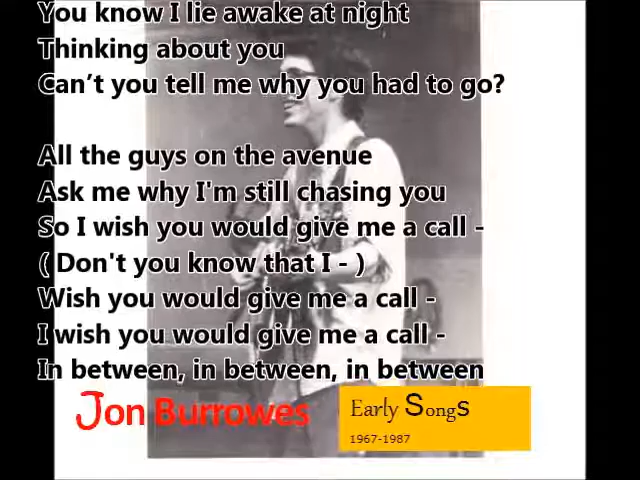 You know I lie awake at night
Thinking about you
Can't you tell me why you had to go?
All the guys on the avenue
Ask me why I'm still chasing you
So I wish you would give me a call -
( Don't you know that I - )
Wish you would give me a call -
I wish you would give me a call -
In between, in between, in between
Jon Burrowes
Early Songs
1967-1987